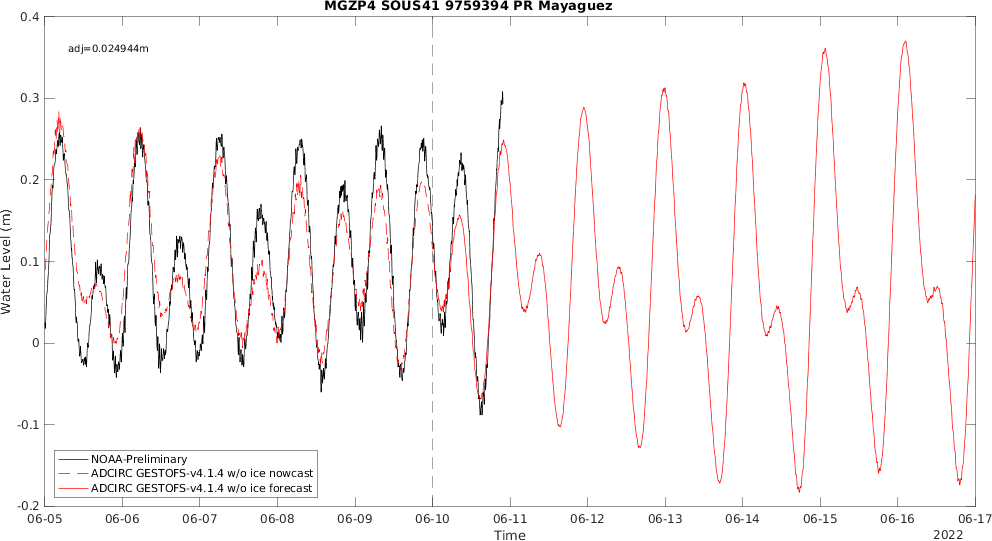 MGZP4 SOUS41 9759394 PR Mayaguez
adj=0.024944m
0.4
0.3
0.2
0.1
0
-0.1
-0.2
Water Level (m)
NOAA-Preliminary
ADCIRC GESTOFS-v4.1.4 w/o ice nowcast
ADCIRC GESTOFS-v4.1.4 w/o ice forecast
06-05 06-06 06-07 06-08 06-09 06-10 06-11 06-12 06-13 06-14 06-15 06-16 06-17
Time
2022